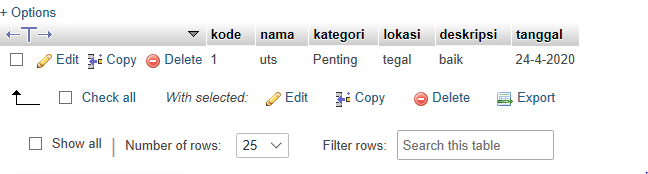 + Options
←T→ kode nama kategori lokasi deskripsi tanggal
Edit Copy Delete 1 uts Penting tegal baik 24-4-2020
Check all With selected: Edit Copy Delete Export
Show all | Number of rows: 25 Filter rows: Search this table